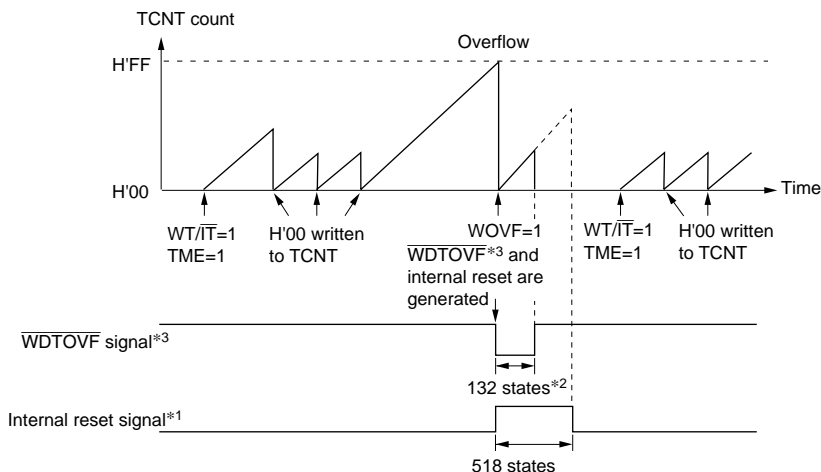 TCNT count
Overflow
H'FF
H'00
Time
WT/IT=1
TME=1
H'00 written
to TCNT
WOVF=1
WDTOVF*3 and
internal reset are
generated
WT/IT=1
TME=1
H'00 written
to TCNT
WDTOVF signal*3
132 states*2
Internal reset signal*1
518 states